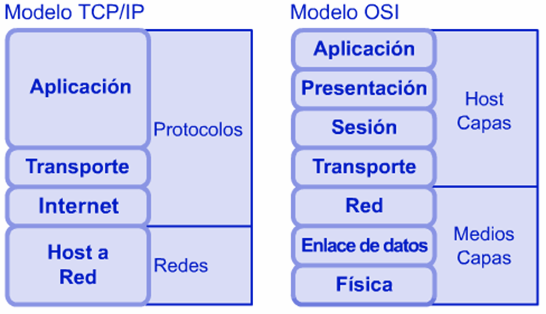 Modelo TCP/IP
Aplicación
Transporte
Internet
Host a
Red
Protocolos
Redes
Modelo OSI
Aplicación
Presentación
Sesión
Transporte
Red
Enlace de datos
Física
Host
Capas
Medios
Capas